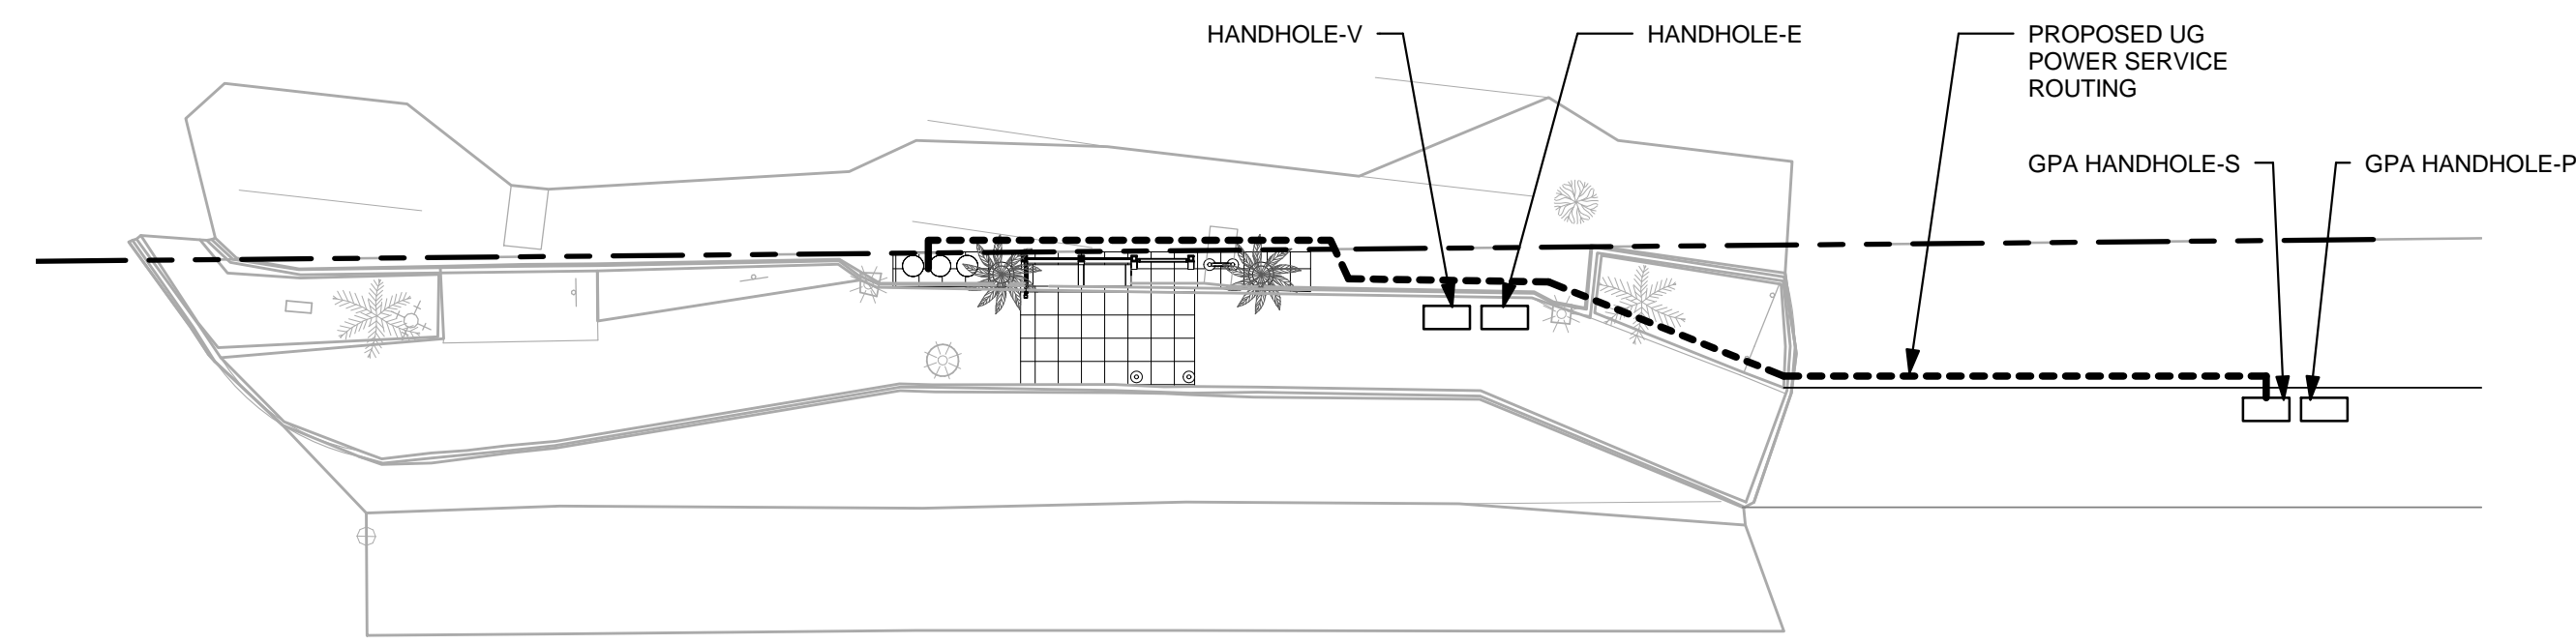 HANDHOLE-V
HANDHOLE-E
PROPOSED UG
POWER SERVICE
ROUTING
GPA HANDHOLE-S
GPA HANDHOLE-P